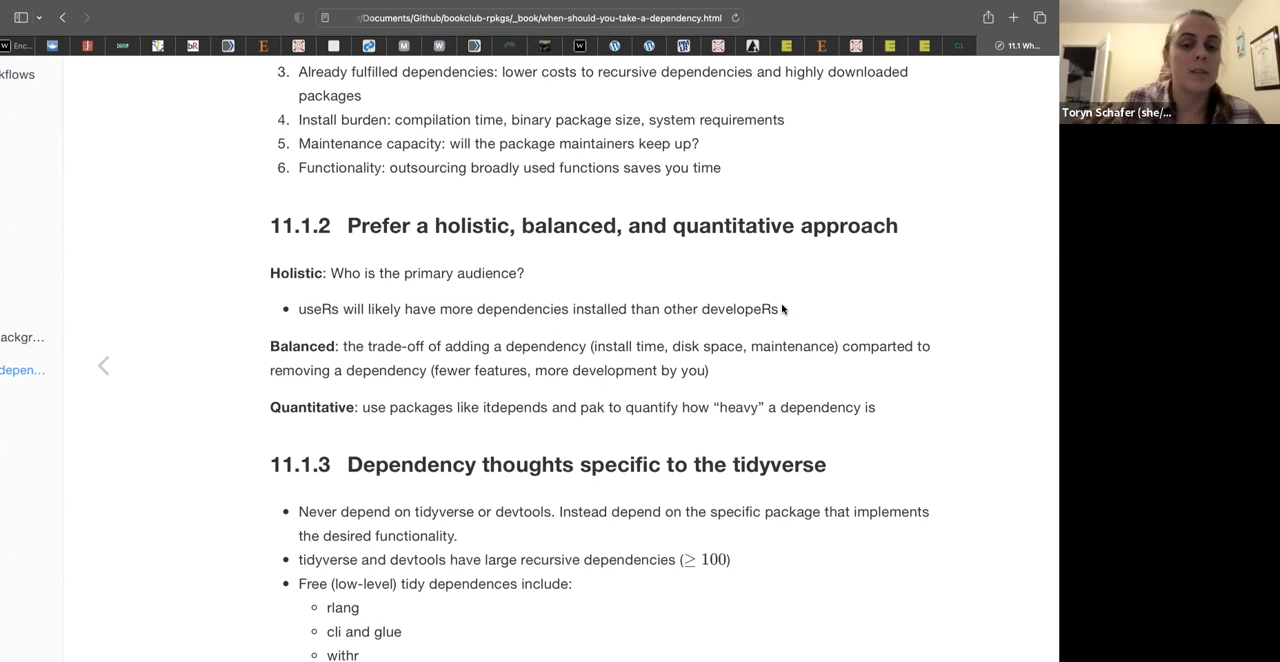 r/Documents/Github/bookclub-rpkgs/_book/when-should-you-take-a-dependency.html
Enc...
11.1 Wh...
kflows
3. Already fulfilled dependencies: lower costs to recursive dependencies and highly downloaded
packages
4. Install burden: compilation time, binary package size, system requirements
5. Maintenance capacity: will the package maintainers keep up?
6. Functionality: outsourcing broadly used functions saves you time
Toryn Schafer (she/...
11.1.2 Prefer a holistic, balanced, and quantitative approach
Holistic: Who is the primary audience?
• useRs will likely have more dependencies installed than other developeRs
ackgr...
Balanced: the trade-off of adding a dependency (install time, disk space, maintenance) comparted to
depen...
removing a dependency (fewer features, more development by you)
Quantitative: use packages like itdepends and pak to quantify how “heavy” a dependency is
11.1.3 Dependency thoughts specific to the tidyverse
• Never depend on tidyverse or devtools. Instead depend on the specific package that implements
the desired functionality.
• tidyverse and devtools have large recursive dependencies (≥ 100)
• Free (low-level) tidy dependences include:
◦ rlang
◦ cli and glue
◦ withr